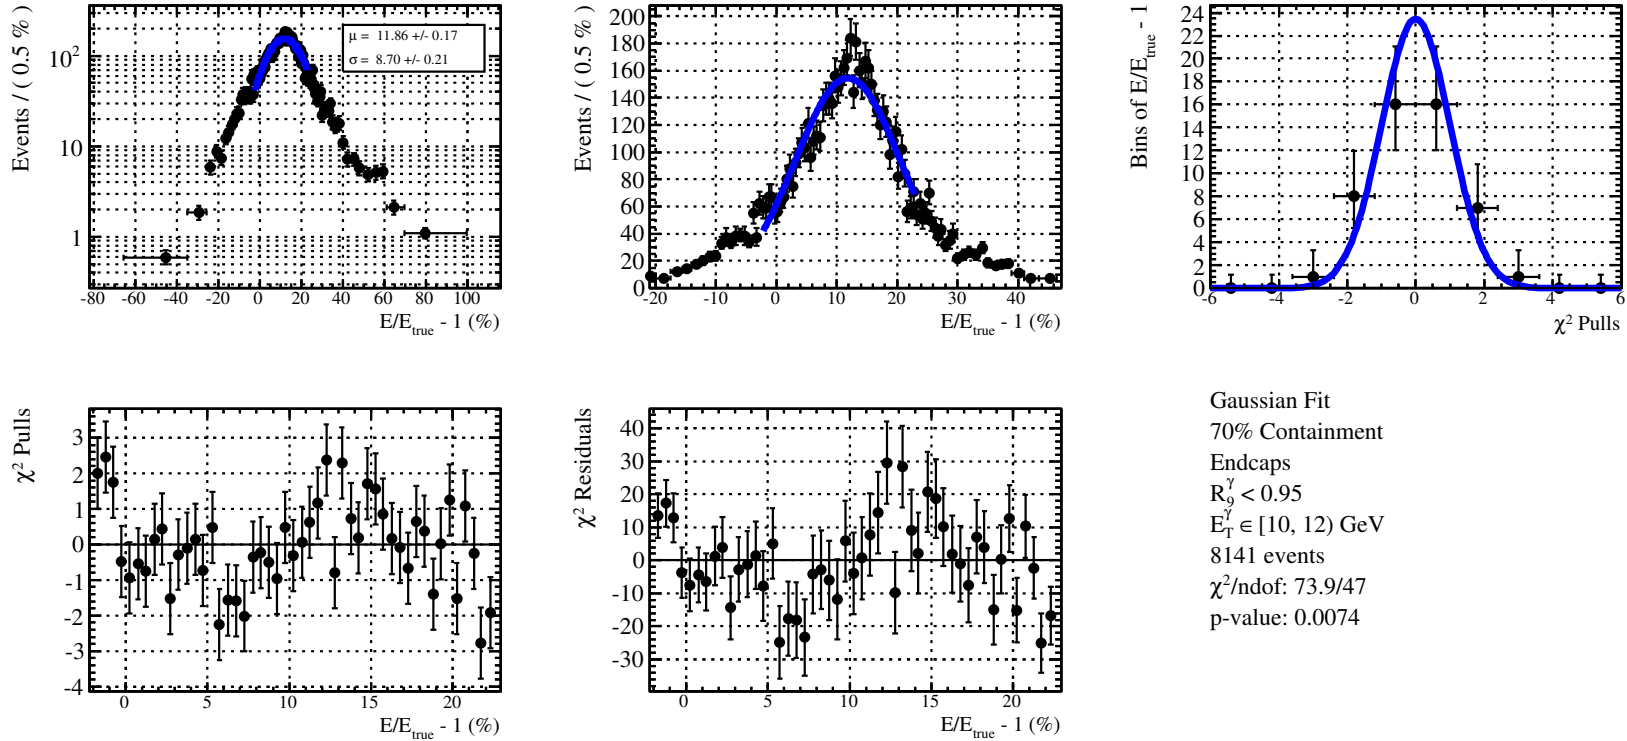 Events / ( 0.5 % )
10²
10
1
μ = 11.86 +/- 0.17
σ = 8.70 +/- 0.21
-80 -60 -40 -20 0 20 40 60 80 100
E/E_true - 1 (%)
Events / ( 0.5 % )
200
180
160
140
120
100
80
60
40
20
0
-20 -10 0 10 20 30 40
E/E_true - 1 (%)
Bins of E/E_true - 1
24
22
20
18
16
14
12
10
8
6
4
2
0
-6 -4 -2 0 2 4 6
χ² Pulls
χ² Pulls
3
2
1
0
-1
-2
-3
-4
0 5 10 15 20
E/E_true - 1 (%)
χ² Residuals
40
30
20
10
0
-10
-20
-30
0 5 10 15 20
E/E_true - 1 (%)
Gaussian Fit
70% Containment
Endcaps
R_9^γ < 0.95
E_T^γ ∈ [10, 12) GeV
8141 events
χ²/ndof: 73.9/47
p-value: 0.0074